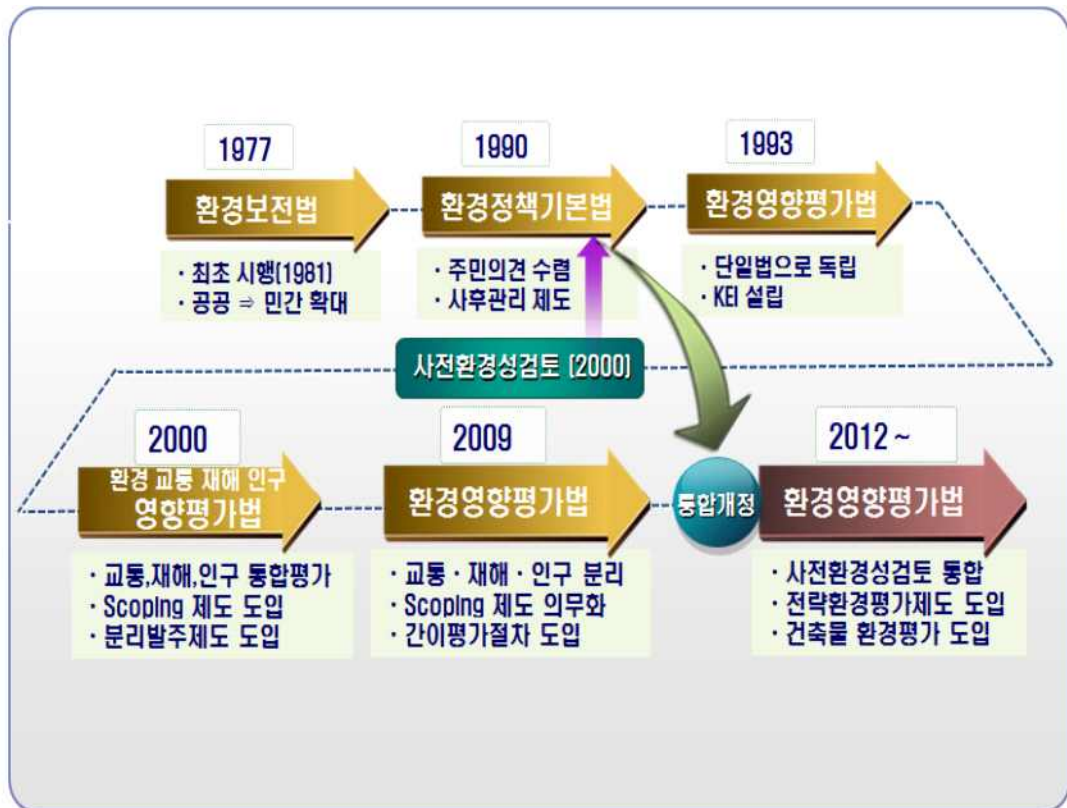 1977
환경보전법
· 최초 시행(1981)
· 공공 ⇒ 민간 확대
1990
환경정책기본법
· 주민의견 수렴
· 사후관리 제도
1993
환경영향평가법
· 단일법으로 독립
· KEI 설립
사전환경성검토 (2000)
2000
환경 교통 재해 인구
영향평가법
· 교통,재해,인구 통합평가
· Scoping 제도 도입
· 분리발주제도 도입
2009
환경영향평가법
· 교통 · 재해 · 인구 분리
· Scoping 제도 의무화
· 간이평가절차 도입
통합개정
2012 ~
환경영향평가법
· 사전환경성검토 통합
· 전략환경평가제도 도입
· 건축물 환경평가 도입